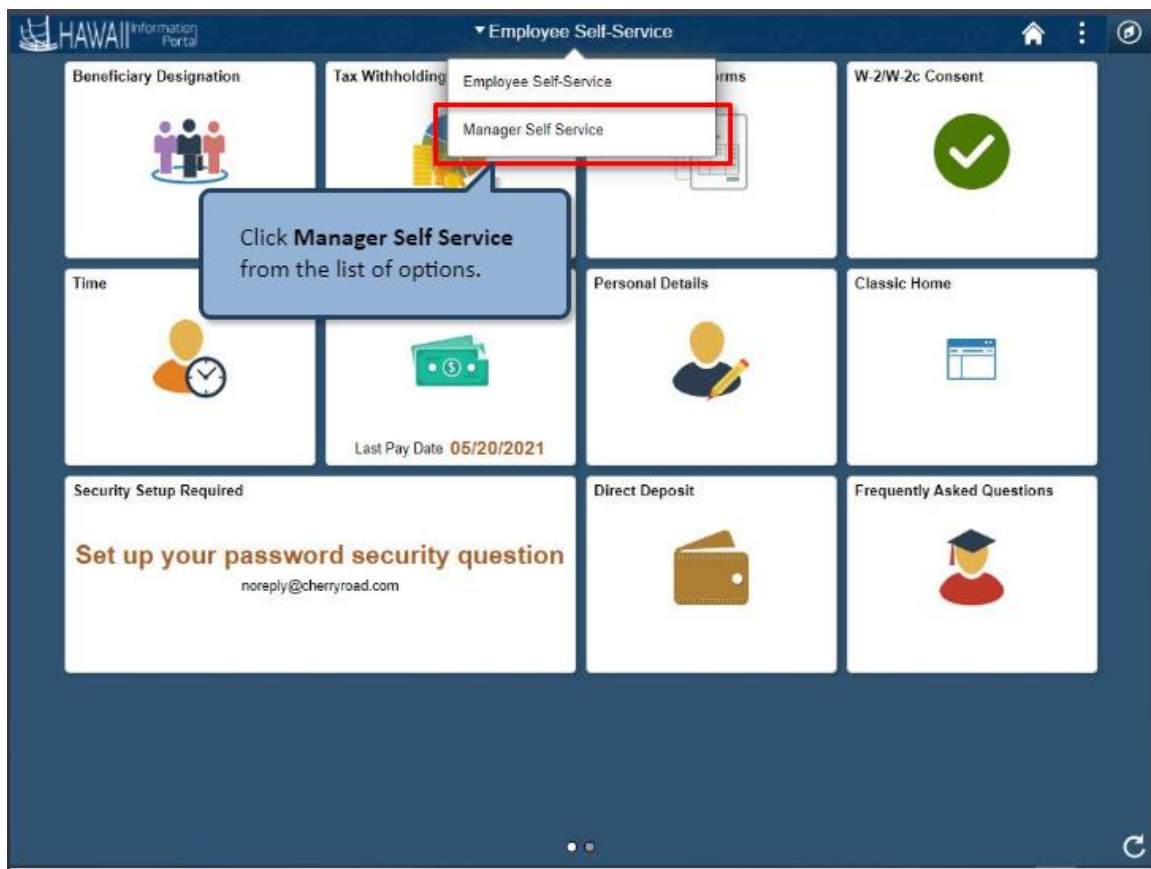 HAWAII Information
Portal
Employee Self-Service
Employee Self-Service
Manager Self Service
Beneficiary Designation
Tax Withholding
orms
W-2/W-2c Consent
Click Manager Self Service
from the list of options.
Time
Personal Details
Classic Home
Last Pay Date 05/20/2021
Security Setup Required
Set up your password security question
noreply@cherryroad.com
Direct Deposit
Frequently Asked Questions